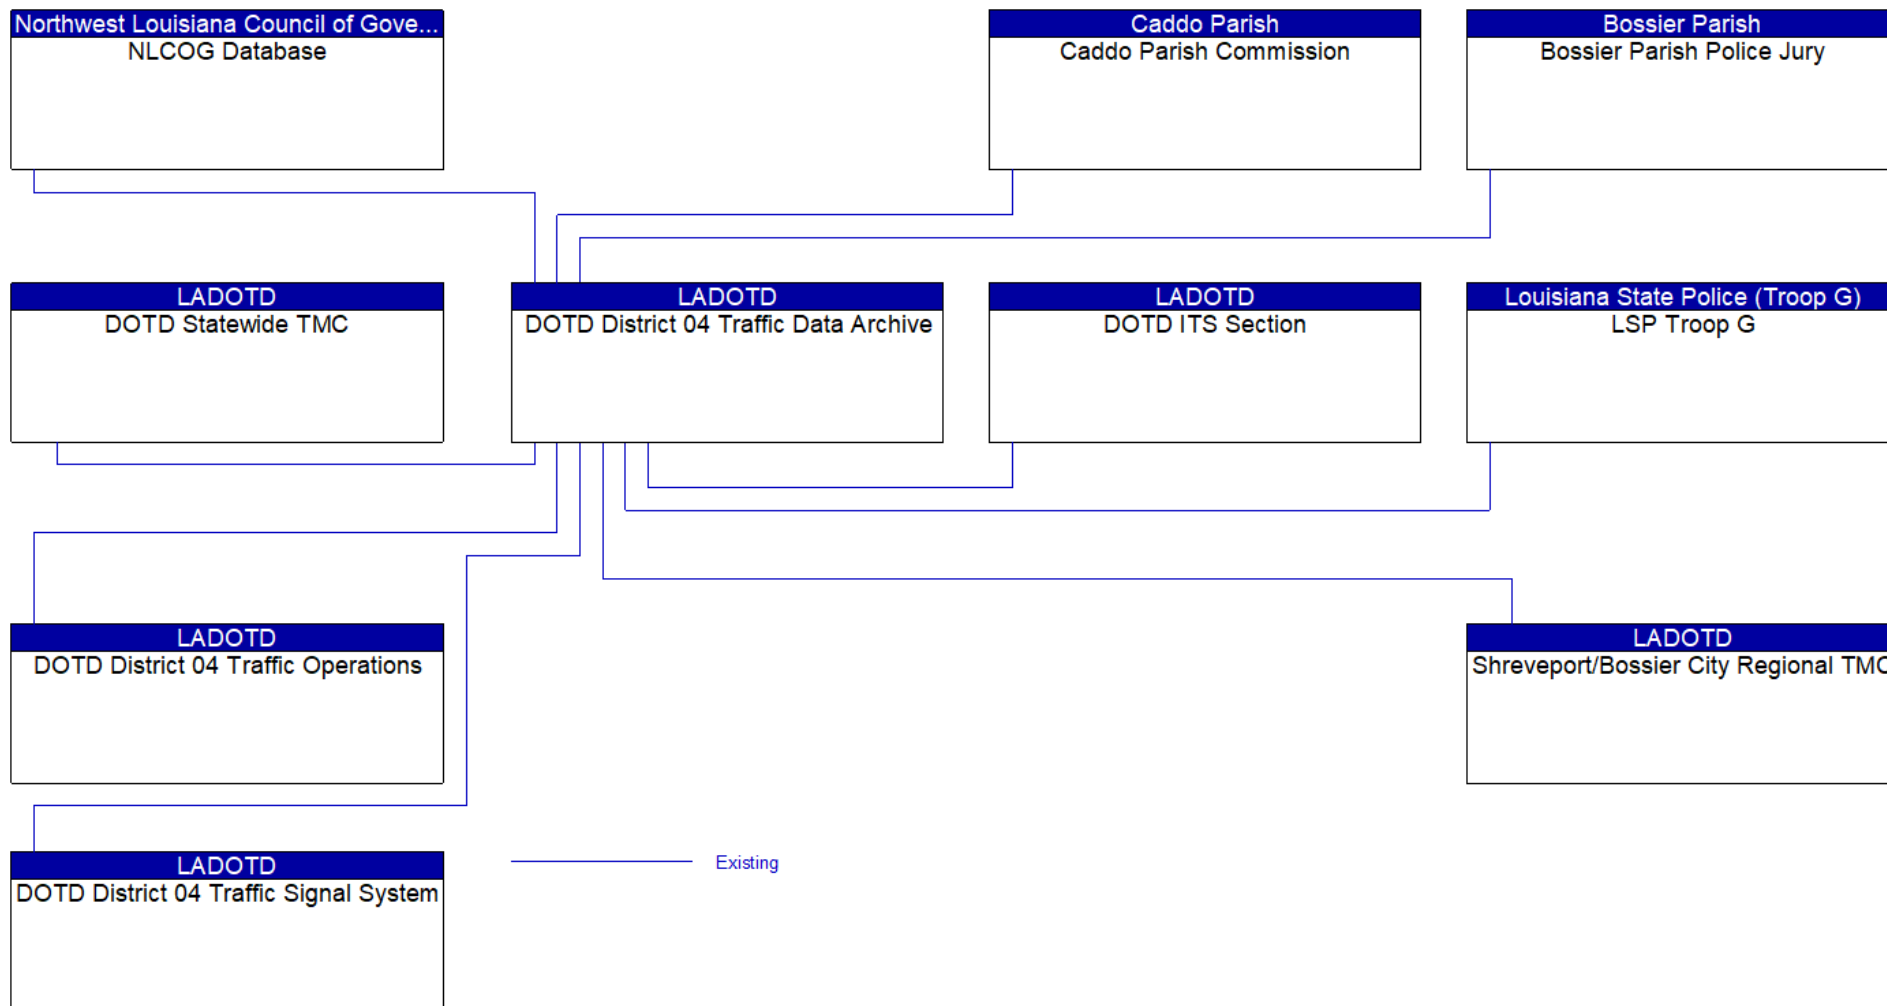 Northwest Louisiana Council of Gove...
NLCOG Database
Caddo Parish
Caddo Parish Commission
Bossier Parish
Bossier Parish Police Jury
LADOTD
DOTD Statewide TMC
LADOTD
DOTD District 04 Traffic Data Archive
LADOTD
DOTD ITS Section
Louisiana State Police (Troop G)
LSP Troop G
LADOTD
DOTD District 04 Traffic Operations
LADOTD
Shreveport/Bossier City Regional TMC
LADOTD
DOTD District 04 Traffic Signal System
Existing